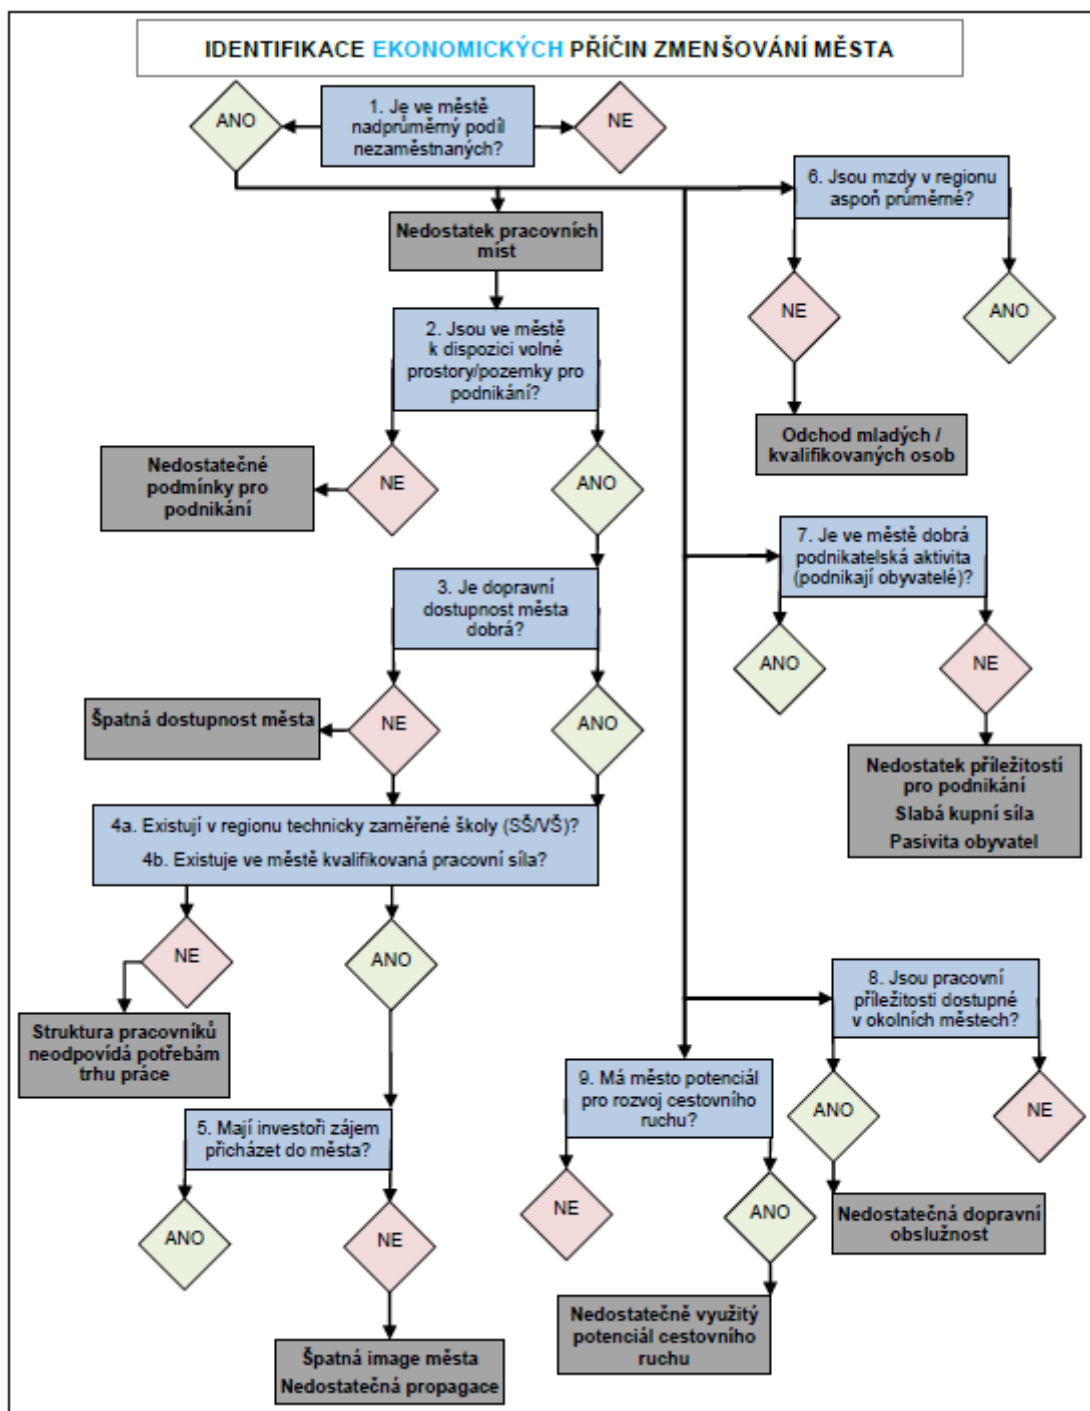 IDENTIFIKACE EKONOMICKÝCH PŘÍČIN ZMENŠOVÁNÍ MĚSTA
ANO
1. Je ve městě
nadprůměrný podíl
nezaměstnaných?
NE
6. Jsou mzdy v regionu
aspoň průměrné?
Nedostatek pracovních
míst
NE
ANO
2. Jsou ve městě
k dispozici volné
prostory/pozemky pro
podnikání?
Odchod mladých /
kvalifikovaných osob
Nedostatečné
podmínky pro
podnikání
NE
ANO
7. Je ve městě dobrá
podnikatelská aktivita
(podnikají obyvatelé)?
3. Je dopravní
dostupnost města
dobrá?
ANO
NE
Špatná dostupnost města
NE
ANO
Nedostatek příležitostí
pro podnikání
Slabá kupní síla
Pasivita obyvatel
4a. Existují v regionu technicky zaměřené školy (SŠ/VŠ)?
4b. Existuje ve městě kvalifikovaná pracovní síla?
NE
ANO
8. Jsou pracovní
příležitosti dostupné
v okolních městech?
Struktura pracovníků
neodpovídá potřebám
trhu práce
9. Má město potenciál
pro rozvoj cestovního
ruchu?
ANO
NE
5. Mají investoři zájem
přicházet do města?
NE
ANO
Nedostatečná dopravní
obslužnost
ANO
NE
Nedostatečně využitý
potenciál cestovního
ruchu
Špatná image města
Nedostatečná propagace